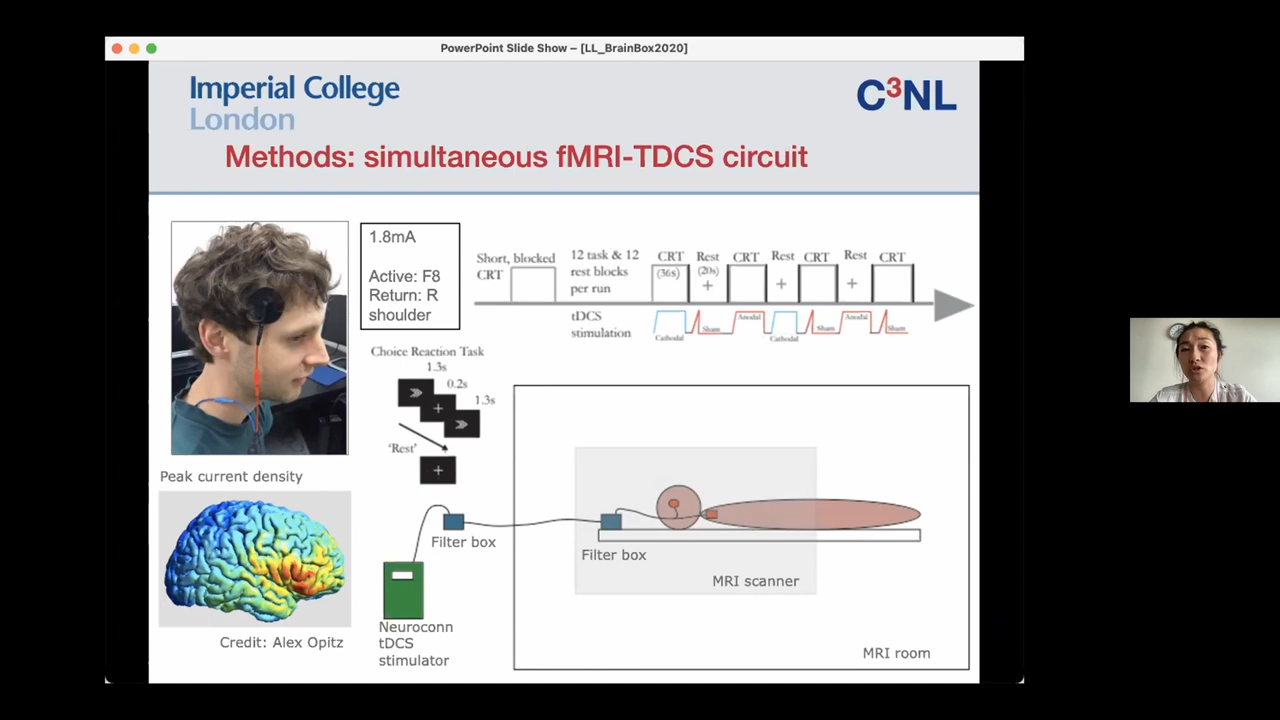 PowerPoint Slide Show – [LL_BrainBox2020]
Imperial College
London
C³NL
Methods: simultaneous fMRI-TDCS circuit
1.8mA
Active: F8
Return: R
shoulder
Short, blocked
CRT
12 task & 12
rest blocks
per run
CRT
(36s)
Rest
(20s)
+
CRT
Rest
+
CRT
Rest
+
CRT
tDCS
stimulation
Cathodal
Sham
Anodal
Cathodal
Sham
Anodal
Sham
Choice Reaction Task
1.3s
0.2s
1.3s
+
'Rest'
+
Peak current density
Credit: Alex Opitz
Filter box
Neuroconn
tDCS
stimulator
Filter box
MRI scanner
MRI room